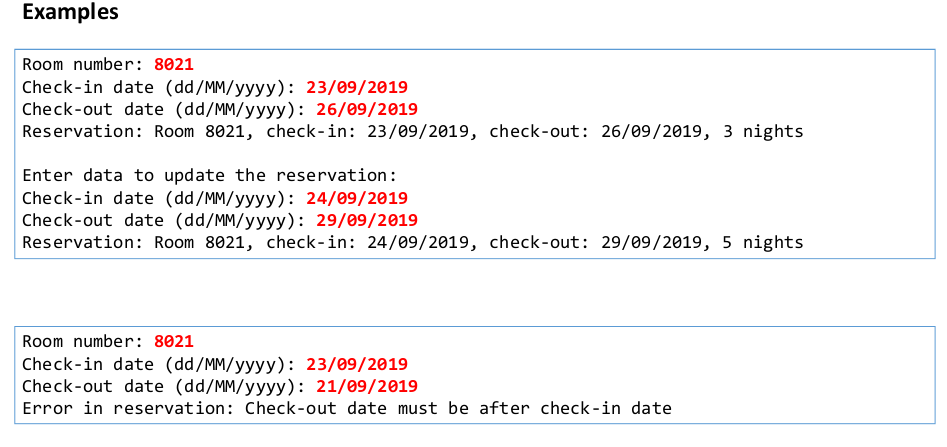 Examples
Room number: 8021
Check-in date (dd/MM/yyyy): 23/09/2019
Check-out date (dd/MM/yyyy): 26/09/2019
Reservation: Room 8021, check-in: 23/09/2019, check-out: 26/09/2019, 3 nights
Enter data to update the reservation:
Check-in date (dd/MM/yyyy): 24/09/2019
Check-out date (dd/MM/yyyy): 29/09/2019
Reservation: Room 8021, check-in: 24/09/2019, check-out: 29/09/2019, 5 nights
Room number: 8021
Check-in date (dd/MM/yyyy): 23/09/2019
Check-out date (dd/MM/yyyy): 21/09/2019
Error in reservation: Check-out date must be after check-in date